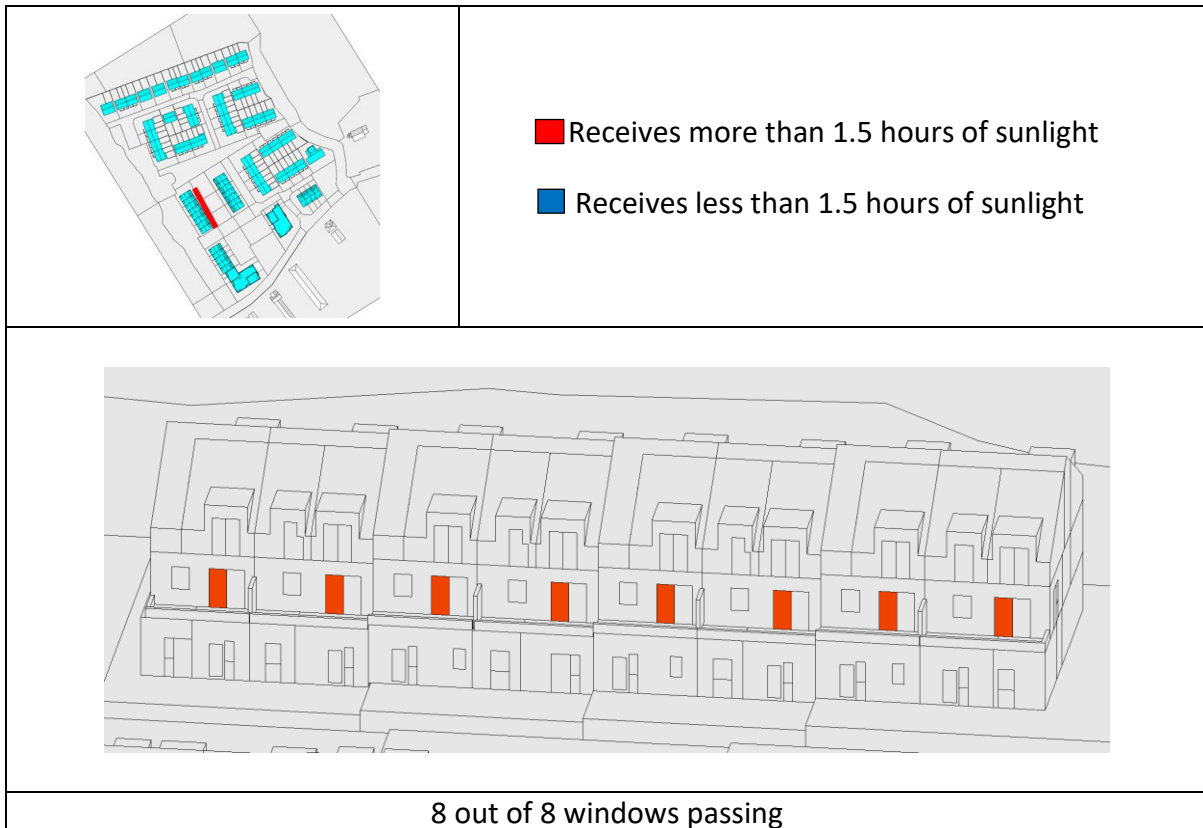 Receives more than 1.5 hours of sunlight
Receives less than 1.5 hours of sunlight
8 out of 8 windows passing